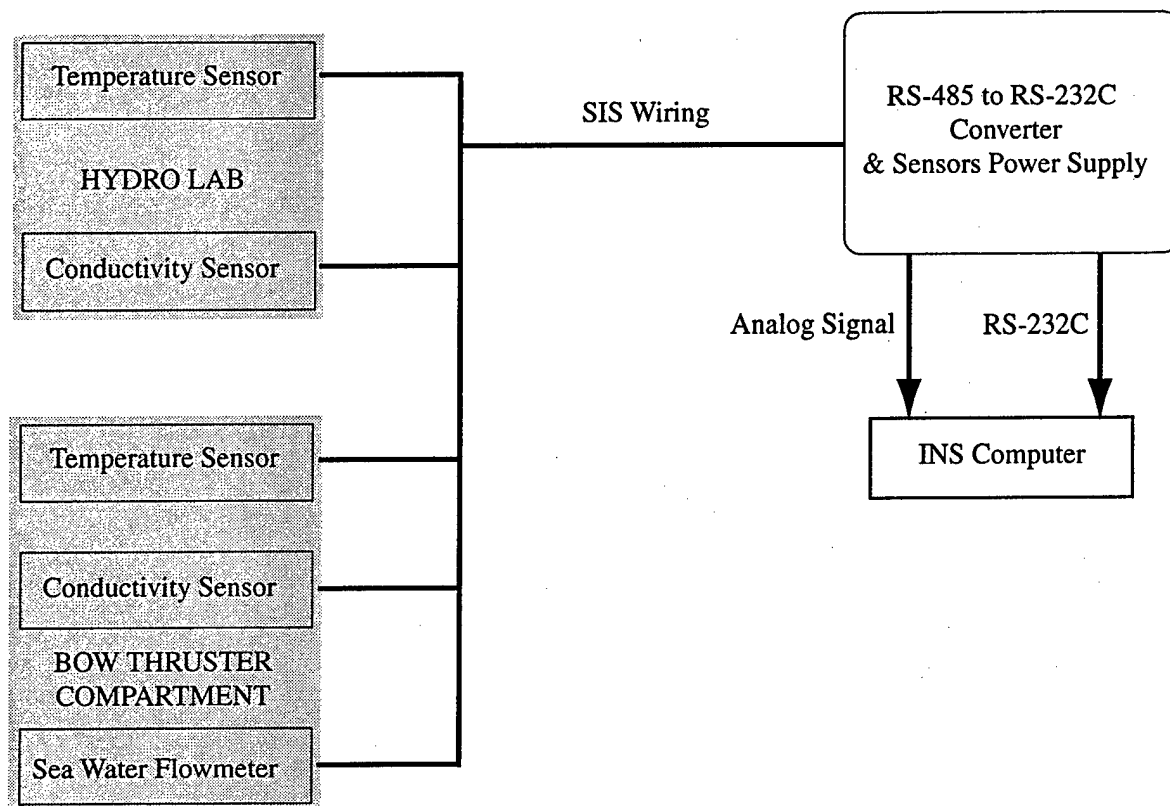 Temperature Sensor
HYDRO LAB
Conductivity Sensor
Temperature Sensor
Conductivity Sensor
BOW THRUSTER
COMPARTMENT
Sea Water Flowmeter
SIS Wiring
RS-485 to RS-232C
Converter
& Sensors Power Supply
Analog Signal
RS-232C
INS Computer